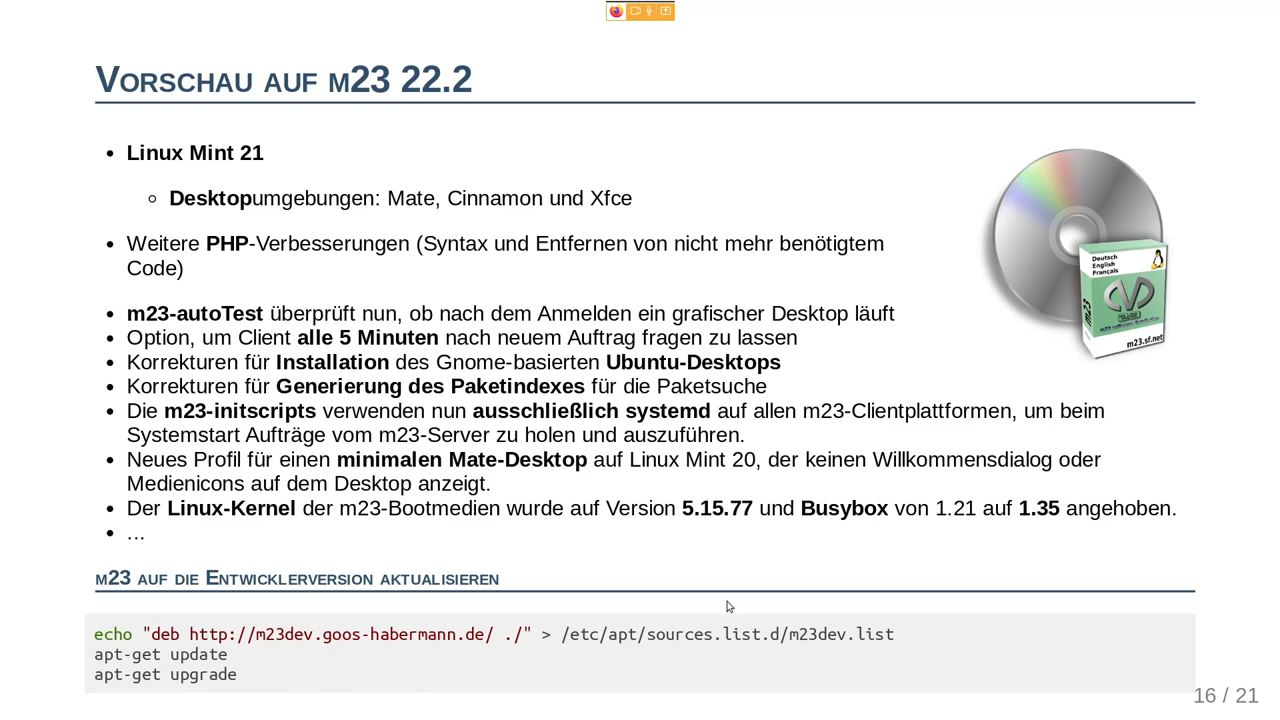 Vorschau auf m23 22.2
• Linux Mint 21
◦ Desktopumgebungen: Mate, Cinnamon und Xfce
• Weitere PHP-Verbesserungen (Syntax und Entfernen von nicht mehr benötigtem
Code)
• m23-autoTest überprüft nun, ob nach dem Anmelden ein grafischer Desktop läuft
• Option, um Client alle 5 Minuten nach neuem Auftrag fragen zu lassen
• Korrekturen für Installation des Gnome-basierten Ubuntu-Desktops
• Korrekturen für Generierung des Paketindexes für die Paketsuche
• Die m23-initscripts verwenden nun ausschließlich systemd auf allen m23-Clientplattformen, um beim
Systemstart Aufträge vom m23-Server zu holen und auszuführen.
• Neues Profil für einen minimalen Mate-Desktop auf Linux Mint 20, der keinen Willkommensdialog oder
Medienicons auf dem Desktop anzeigt.
• Der Linux-Kernel der m23-Bootmedien wurde auf Version 5.15.77 und Busybox von 1.21 auf 1.35 angehoben.
• ...
Deutsch
English
Français
m23.sf.net
m23 auf die Entwicklerversion aktualisieren
echo "deb http://m23dev.goos-habermann.de/ ./" > /etc/apt/sources.list.d/m23dev.list
apt-get update
apt-get upgrade
16 / 21